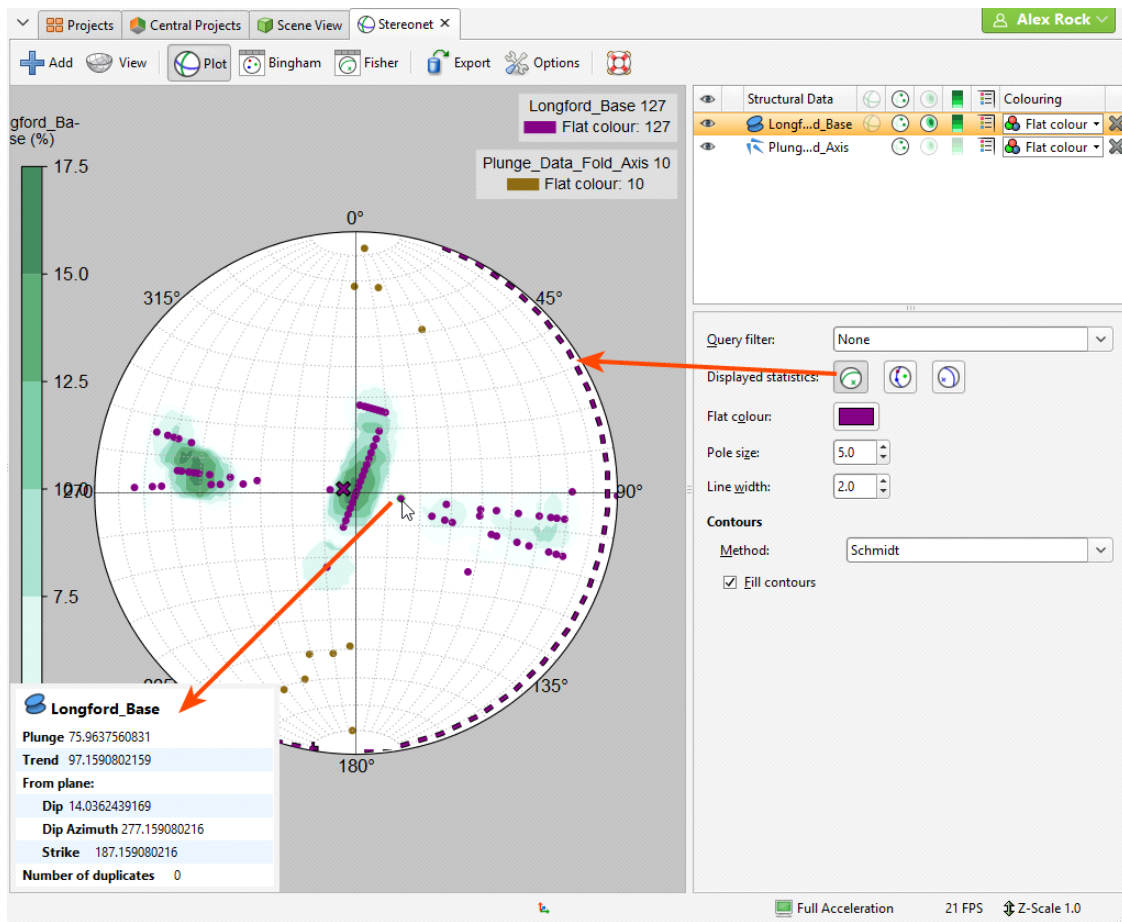 Projects Central Projects Scene View Stereonet Alex Rock
Add View Plot Bingham Fisher Export Options
gford_Ba-
se (%)
17.5
15.0
12.5
10.0
7.5
Longford_Base 127
Flat colour: 127
Plunge_Data_Fold_Axis 10
Flat colour: 10
0°
45°
90°
135°
180°
270
315°
Structural Data Colouring
Longf...d_Base Flat colour
Plung...d_Axis Flat colour
Query filter: None
Displayed statistics:
Flat colour:
Pole size: 5.0
Line width: 2.0
Contours
Method: Schmidt
Fill contours
Longford_Base
Plunge 75.9637560831
Trend 97.1590802159
From plane:
Dip 14.0362439169
Dip Azimuth 277.159080216
Strike 187.159080216
Number of duplicates 0
Full Acceleration 21 FPS Z-Scale 1.0